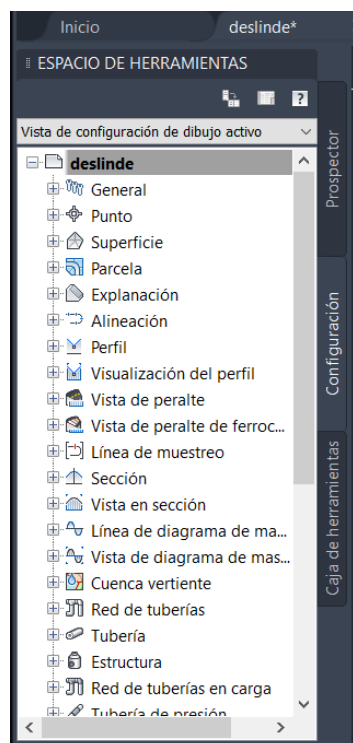 Inicio
deslinde*
ESPACIO DE HERRAMIENTAS
?
Vista de configuración de dibujo activo
deslinde
General
Punto
Superficie
Parcela
Explanación
Alineación
Perfil
Visualización del perfil
Vista de peralte
Vista de peralte de ferroc...
Línea de muestreo
Sección
Vista en sección
Línea de diagrama de ma...
Vista de diagrama de mas...
Cuenca vertiente
Red de tuberías
Tubería
Estructura
Red de tuberías en carga
Tubería de presión
Prospector
Configuración
Caja de herramientas